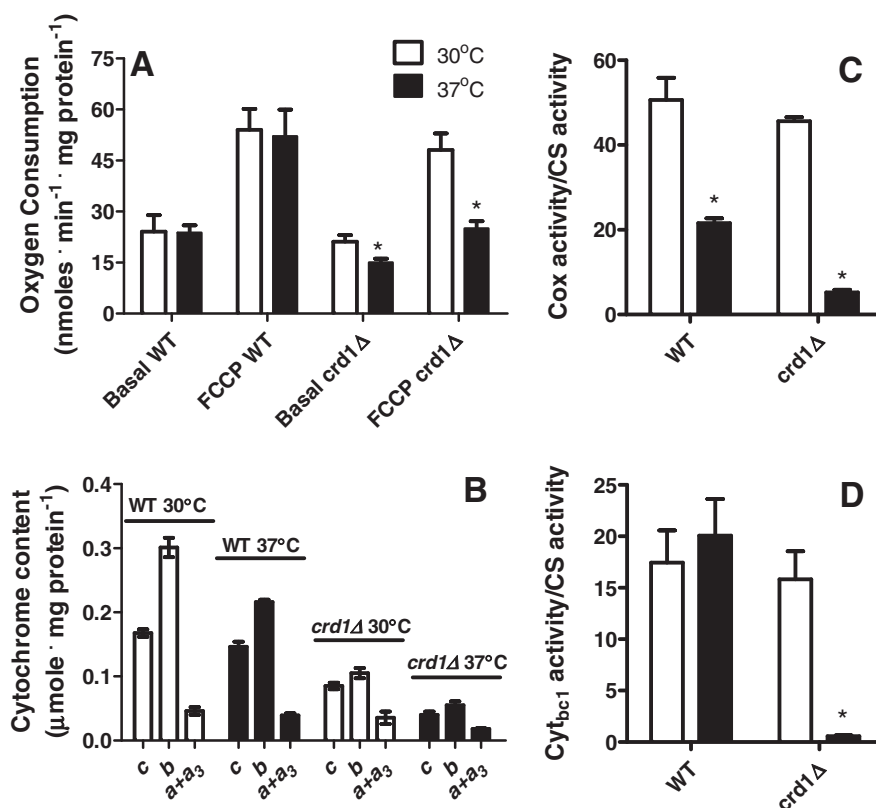 A
30°C
37°C
Oxygen Consumption
(nmoles · min⁻¹ · mg protein⁻¹)
75
60
45
30
15
0
Basal WT
FCCP WT
Basal crd1Δ
FCCP crd1Δ
*
*
C
Cox activity/CS activity
60
40
20
0
WT
crd1Δ
*
*
B
Cytochrome content
(μmole · mg protein⁻¹)
0.4
0.3
0.2
0.1
0.0
WT 30°C
WT 37°C
crd1Δ 30°C
crd1Δ 37°C
c
b
a+a₃
c
b
a+a₃
c
b
a+a₃
c
b
a+a₃
D
Cyt_bc1 activity/CS activity
25
20
15
10
5
0
WT
crd1Δ
*